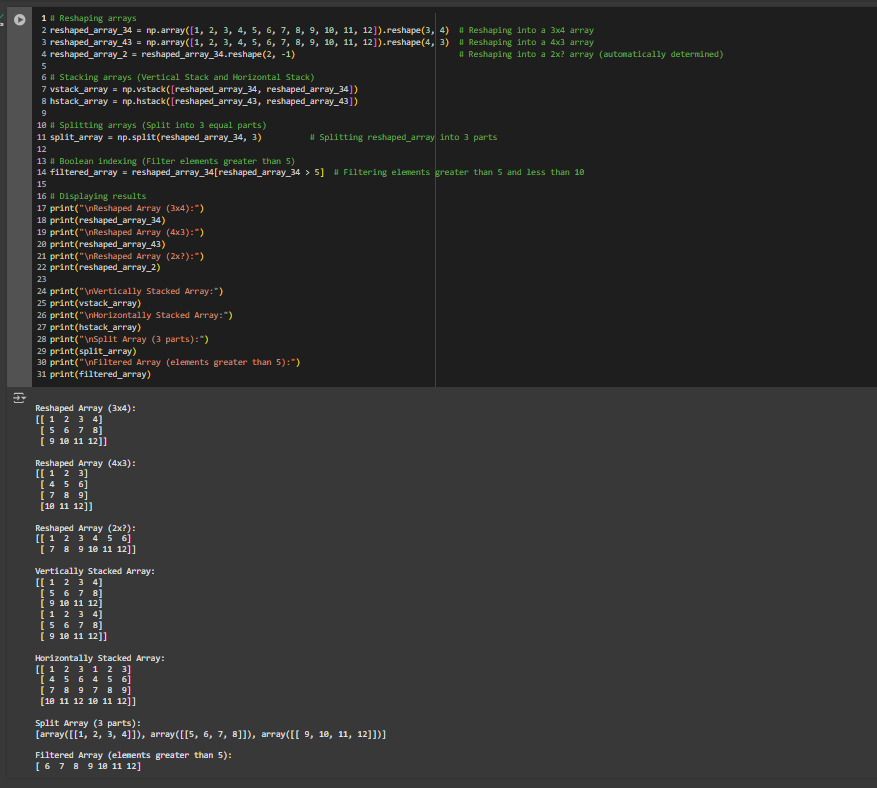 1 # Reshaping arrays
2 reshaped_array_34 = np.array([1, 2, 3, 4, 5, 6, 7, 8, 9, 10, 11, 12]).reshape(3, 4)  # Reshaping into a 3x4 array
3 reshaped_array_43 = np.array([1, 2, 3, 4, 5, 6, 7, 8, 9, 10, 11, 12]).reshape(4, 3)  # Reshaping into a 4x3 array
4 reshaped_array_2 = reshaped_array_34.reshape(2, -1)                                  # Reshaping into a 2x? array (automatically determined)
5
6 # Stacking arrays (Vertical Stack and Horizontal Stack)
7 vstack_array = np.vstack([reshaped_array_34, reshaped_array_34])
8 hstack_array = np.hstack([reshaped_array_43, reshaped_array_43])
9
10 # Splitting arrays (Split into 3 equal parts)
11 split_array = np.split(reshaped_array_34, 3)          # Splitting reshaped_array into 3 parts
12
13 # Boolean indexing (Filter elements greater than 5)
14 filtered_array = reshaped_array_34[reshaped_array_34 > 5]  # Filtering elements greater than 5 and less than 10
15
16 # Displaying results
17 print("\nReshaped Array (3x4):")
18 print(reshaped_array_34)
19 print("\nReshaped Array (4x3):")
20 print(reshaped_array_43)
21 print("\nReshaped Array (2x?):")
22 print(reshaped_array_2)
23
24 print("\nVertically Stacked Array:")
25 print(vstack_array)
26 print("\nHorizontally Stacked Array:")
27 print(hstack_array)
28 print("\nSplit Array (3 parts):")
29 print(split_array)
30 print("\nFiltered Array (elements greater than 5):")
31 print(filtered_array)
Reshaped Array (3x4):
[[ 1  2  3  4]
 [ 5  6  7  8]
 [ 9 10 11 12]]
Reshaped Array (4x3):
[[ 1  2  3]
 [ 4  5  6]
 [ 7  8  9]
 [10 11 12]]
Reshaped Array (2x?):
[[ 1  2  3  4  5  6]
 [ 7  8  9 10 11 12]]
Vertically Stacked Array:
[[ 1  2  3  4]
 [ 5  6  7  8]
 [ 9 10 11 12]
 [ 1  2  3  4]
 [ 5  6  7  8]
 [ 9 10 11 12]]
Horizontally Stacked Array:
[[ 1  2  3  1  2  3]
 [ 4  5  6  4  5  6]
 [ 7  8  9  7  8  9]
 [10 11 12 10 11 12]]
Split Array (3 parts):
[array([[1, 2, 3, 4]]), array([[5, 6, 7, 8]]), array([[ 9, 10, 11, 12]])]
Filtered Array (elements greater than 5):
[ 6  7  8  9 10 11 12]